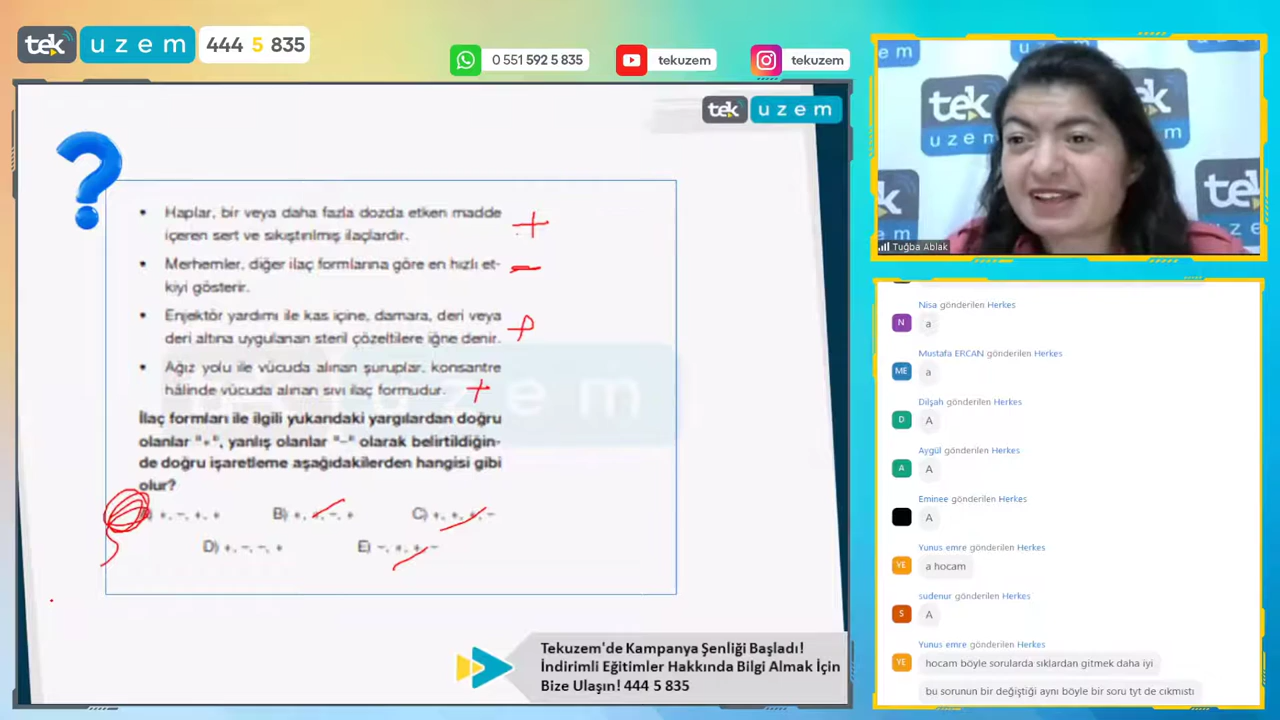 tek uzem 444 5 835
0 551 592 5 835 tekuzem tekuzem
tek uzem
Haplar, bir veya daha fazla dozda etken madde
içeren sert ve sıkıştırılmış ilaçlardır.
+
Merhemler, diğer ilaç formlarına göre en hızlı et-
kiyi gösterir.
-
Enjektör yardımı ile kas içine, damara, deri veya
deri altına uygulanan steril çözeltilere iğne denir.
+
Ağız yolu ile vücuda alınan şuruplar, konsantre
hâlinde vücuda alınan sıvı ilaç formudur.
+
İlaç formları ile ilgili yukarıdaki yargılardan doğru
olanlar "+", yanlış olanlar "–" olarak belirtildiğin-
de doğru işaretleme aşağıdakilerden hangisi gibi
olur?
A) +, –, +, + B) +, +, –, + C) +, +, +, –
D) +, –, –, + E) –, +, +, –
Tekuzem'de Kampanya Şenliği Başladı!
İndirimli Eğitimler Hakkında Bilgi Almak İçin
Bize Ulaşın! 444 5 835
tek
uzem
Tuğba Ablak
Nisa gönderilen Herkes
N a
Mustafa ERCAN gönderilen Herkes
ME a
Dilşah gönderilen Herkes
D A
Aygül gönderilen Herkes
A A
Eminee gönderilen Herkes
A
Yunus emre gönderilen Herkes
YE a hocam
sudenur gönderilen Herkes
S A
Yunus emre gönderilen Herkes
YE hocam böyle sorularda sıklardan gitmek daha iyi
bu sorunun bir değiştiği aynı böyle bir soru tyt de cıkmıstı